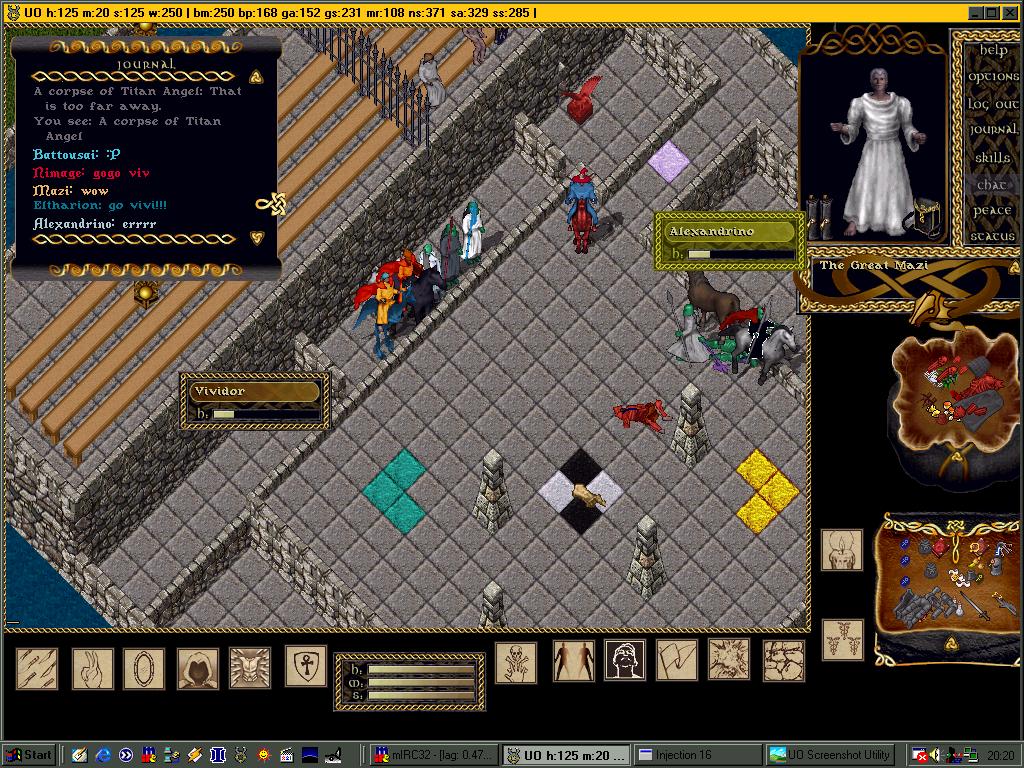 UO h:125 m:20 s:125 w:250 | bm:250 bp:168 ga:152 gs:231 mr:108 ns:371 sa:329 ss:285 |
JOURNAL
A corpse of Titan Angel: That
is too far away.
You see: A corpse of Titan
Angel
Battousai: :P
Nimage: gogo viv
Mazi: wow
Eltharion: go vivi!!!
Alexandrino: errrr
HELP
OPTIONS
LOG OUT
JOURNAL
SKILLS
CHAT
PEACE
STATUS
Alexandrino
h:
The Great Mazi
Vividor
h:
h:
m:
s:
Start
mIRC32 - [lag: 0.47...
UO h:125 m:20 ...
Injection 16
UO Screenshot Utility
20:20